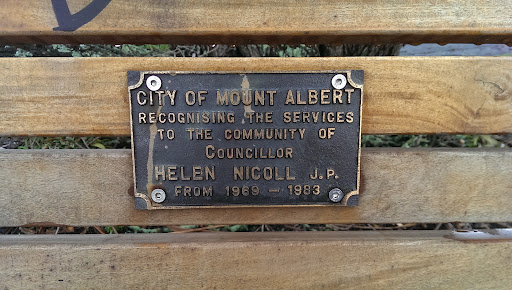 CITY OF MOUNT ALBERT
RECOGNISING THE SERVICES
TO THE COMMUNITY OF
COUNCILLOR
HELEN NICOLL J.P.
FROM 1969 - 1983